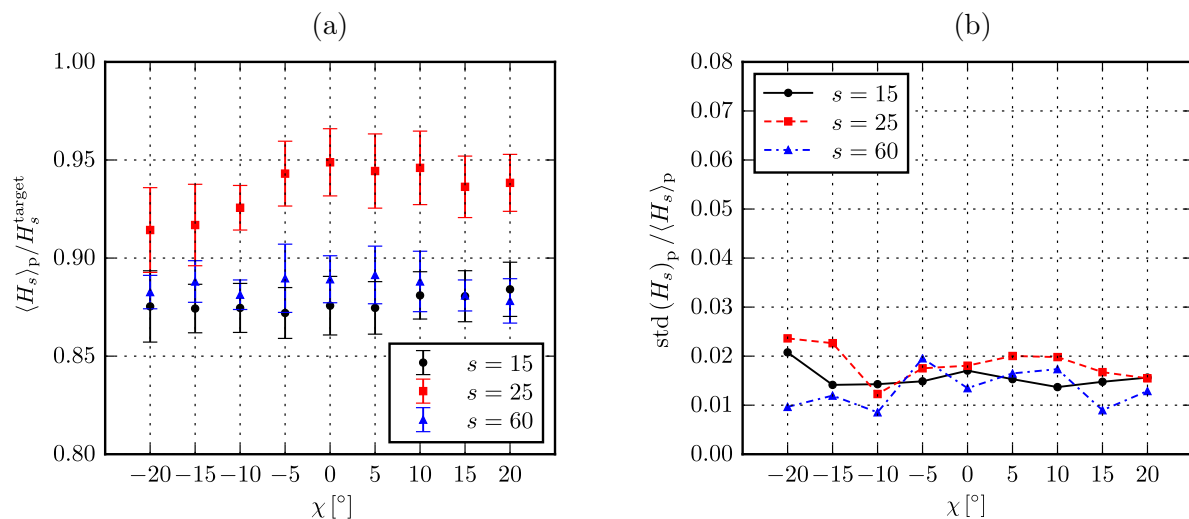 (a)
1.00
0.95
0.90
0.85
0.80
⟨H_s⟩_p/H_s^target
−20 −15 −10 −5 0 5 10 15 20
χ [°]
s = 15
s = 25
s = 60
(b)
0.08
0.07
0.06
0.05
0.04
0.03
0.02
0.01
0.00
std (H_s)_p / ⟨H_s⟩_p
−20 −15 −10 −5 0 5 10 15 20
χ [°]
s = 15
s = 25
s = 60